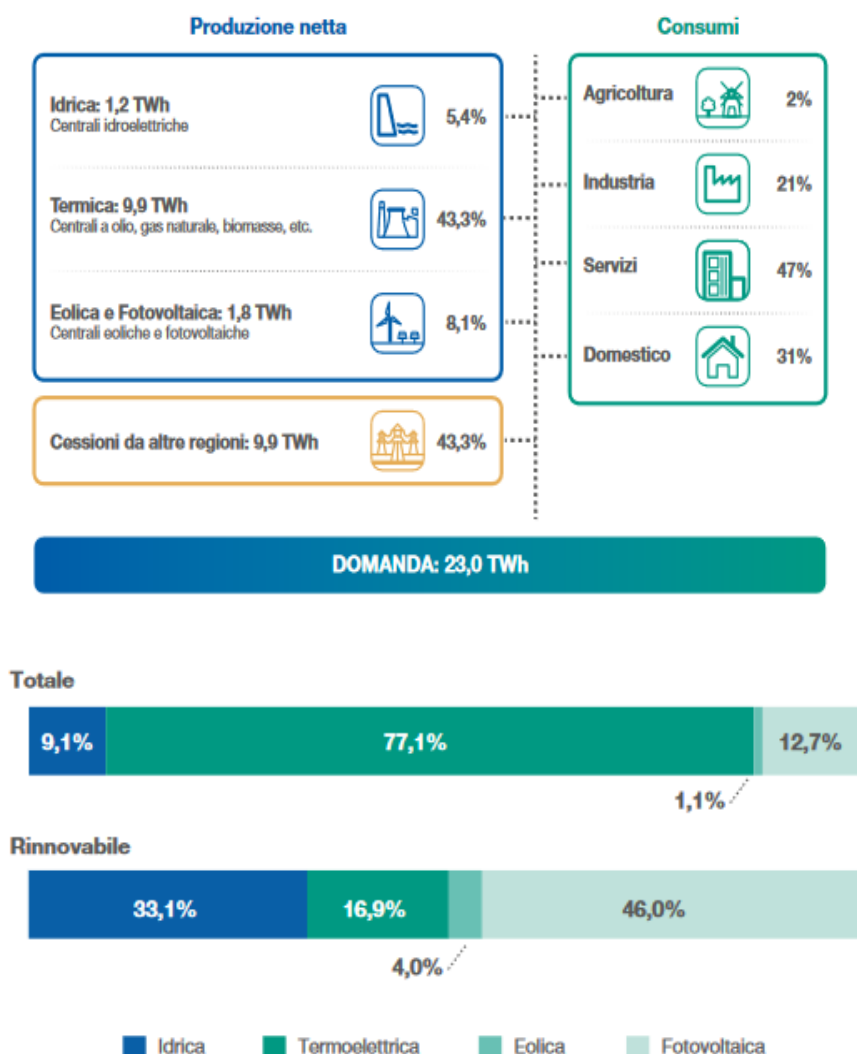 Produzione netta
Idrica: 1,2 TWh
Centrali idroelettriche
5,4%
Termica: 9,9 TWh
Centrali a olio, gas naturale, biomasse, etc.
43,3%
Eolica e Fotovoltaica: 1,8 TWh
Centrali eoliche e fotovoltaiche
8,1%
Cessioni da altre regioni: 9,9 TWh
43,3%
Consumi
Agricoltura
2%
Industria
21%
Servizi
47%
Domestico
31%
DOMANDA: 23,0 TWh
Totale
9,1%
77,1%
12,7%
1,1%
Rinnovabile
33,1%
16,9%
46,0%
4,0%
Idrica
Termoelettrica
Eolica
Fotovoltaica